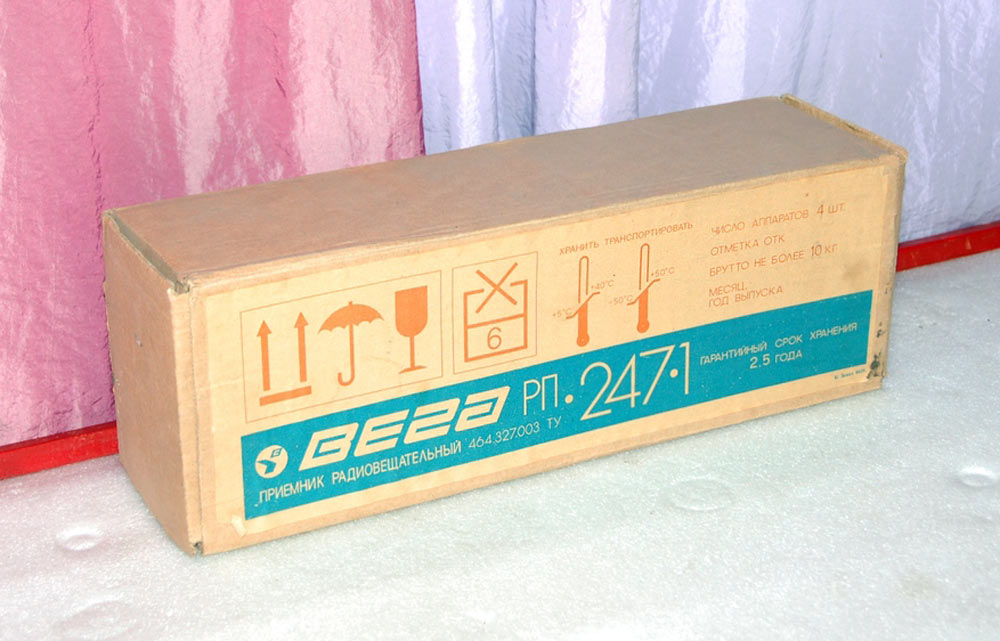 ХРАНИТЬ ТРАНСПОРТИРОВАТЬ
+5°C +40°C −50°C +50°C
6
ЧИСЛО АППАРАТОВ 4 ШТ.
ОТМЕТКА ОТК
БРУТТО НЕ БОЛЕЕ 10 КГ
МЕСЯЦ,
ГОД ВЫПУСКА
ВЕГА РП·247·1
ПРИЕМНИК РАДИОВЕЩАТЕЛЬНЫЙ 464.327.003 ТУ
ГАРАНТИЙНЫЙ СРОК ХРАНЕНИЯ
2.5 ГОДА